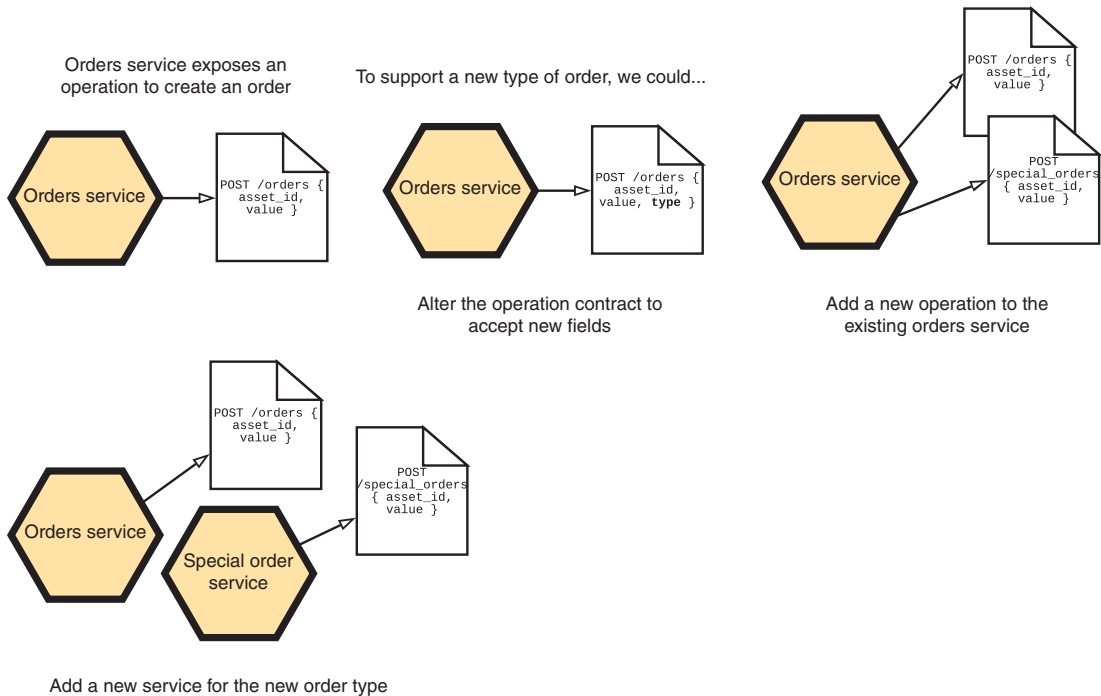 Orders service exposes an
operation to create an order
Orders service
POST /orders {
asset_id,
value }
To support a new type of order, we could...
Orders service
POST /orders {
asset_id,
value, type }
Alter the operation contract to
accept new fields
Orders service
POST /orders {
asset_id,
value }
POST
/special_orders
{ asset_id,
value }
Add a new operation to the
existing orders service
Orders service
POST /orders {
asset_id,
value }
Special order
service
POST
/special_orders
{ asset_id,
value }
Add a new service for the new order type